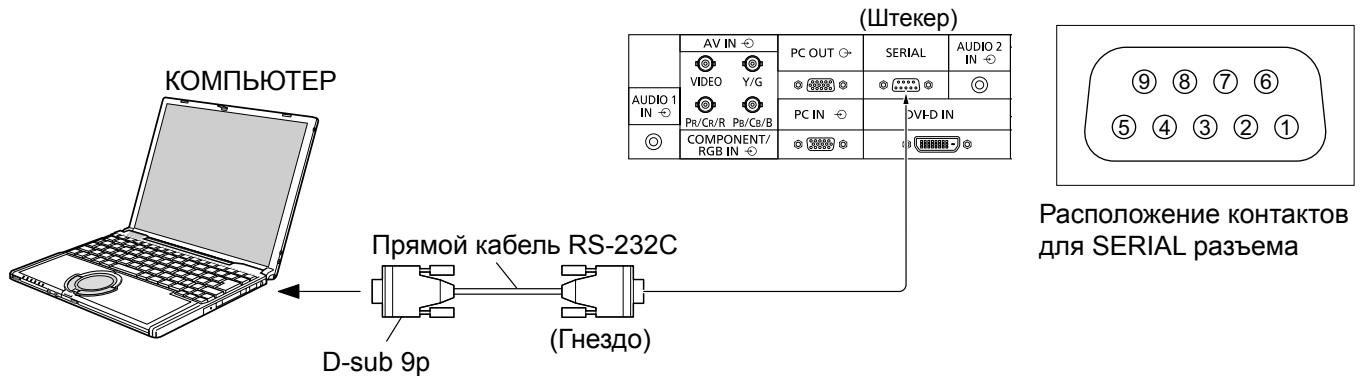 (Штекер)
AV IN
PC OUT
SERIAL
AUDIO 2
IN
VIDEO
Y/G
AUDIO 1
IN
PR/CR/R
PB/CB/B
PC IN
DVI-D IN
COMPONENT/
RGB IN
КОМПЬЮТЕР
9 8 7 6
5 4 3 2 1
Расположение контактов
для SERIAL разъема
Прямой кабель RS-232C
(Гнездо)
D-sub 9p